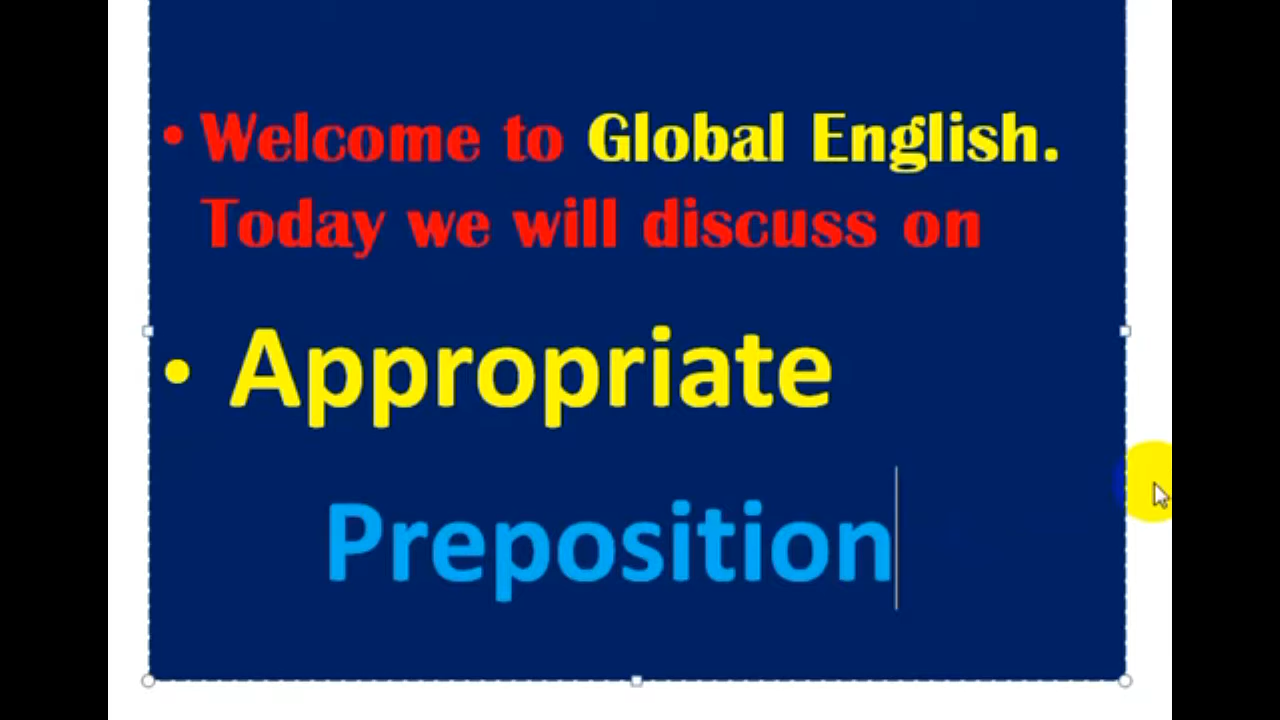 • Welcome to Global English.
Today we will discuss on
• Appropriate
Preposition